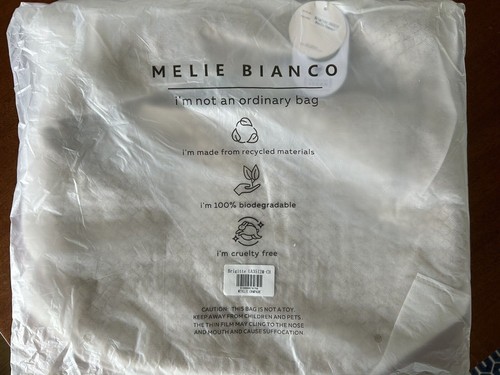 MELIE BIANCO
i'm not an ordinary bag
i'm made from recycled materials
i'm 100% biodegradable
i'm cruelty free
CAUTION: THIS BAG IS NOT A TOY.
KEEP AWAY FROM CHILDREN AND PETS.
THE THIN FILM MAY CLING TO THE NOSE
AND MOUTH AND CAUSE SUFFOCATION.